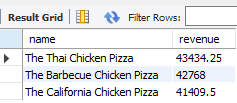 Result Grid Filter Rows:
name revenue
The Thai Chicken Pizza 43434.25
The Barbecue Chicken Pizza 42768
The California Chicken Pizza 41409.5